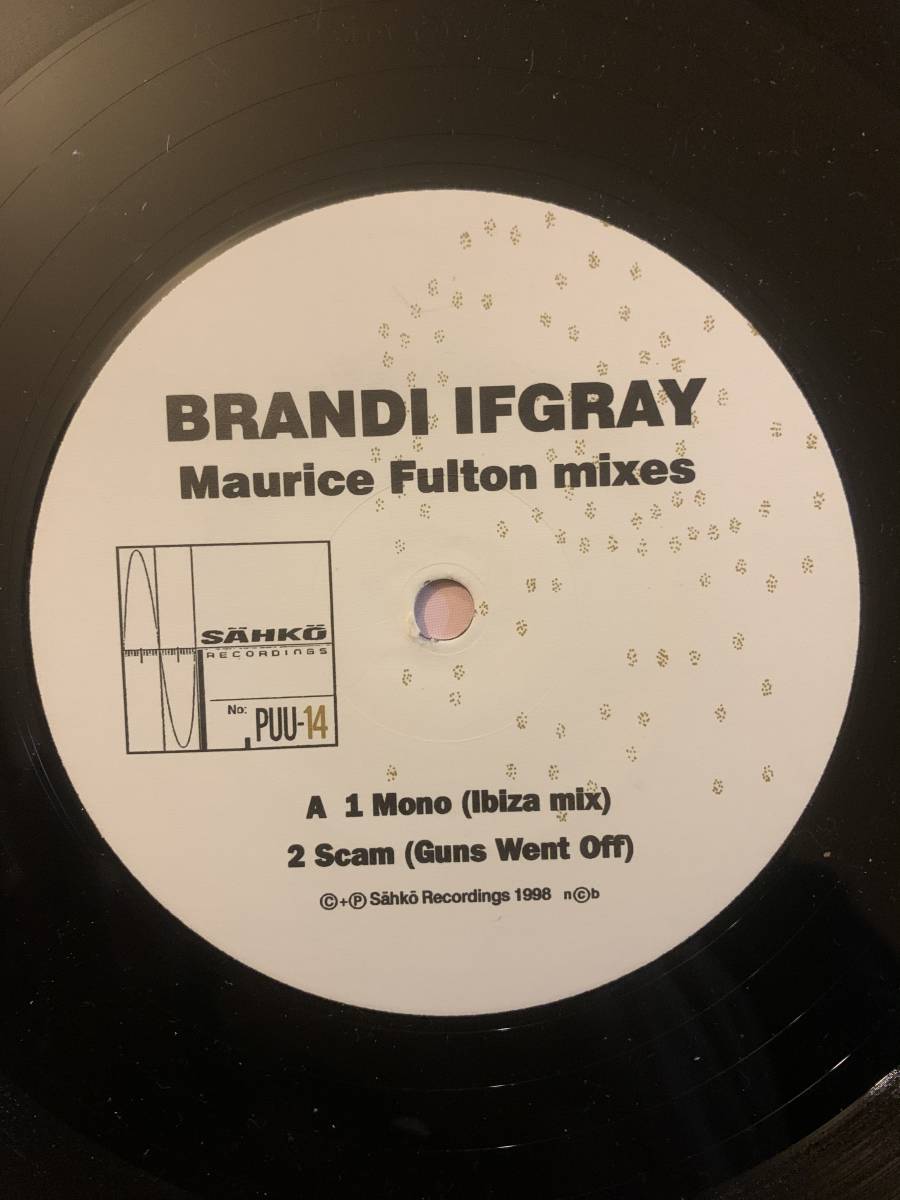 BRANDI IFGRAY
Maurice Fulton mixes
SÄHKÖ
RECORDINGS
No: PUU-14
A 1 Mono (Ibiza mix)
2 Scam (Guns Went Off)
©+℗ Sähkö Recordings 1998 n©b